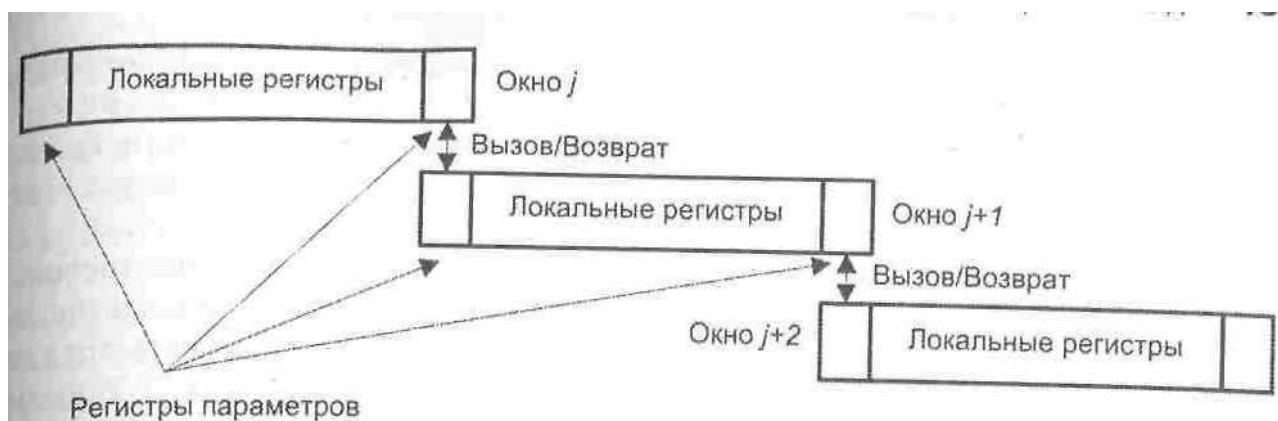 Локальные регистры
Окно j
Вызов/Возврат
Локальные регистры
Окно j+1
Вызов/Возврат
Окно j+2
Локальные регистры
Регистры параметров